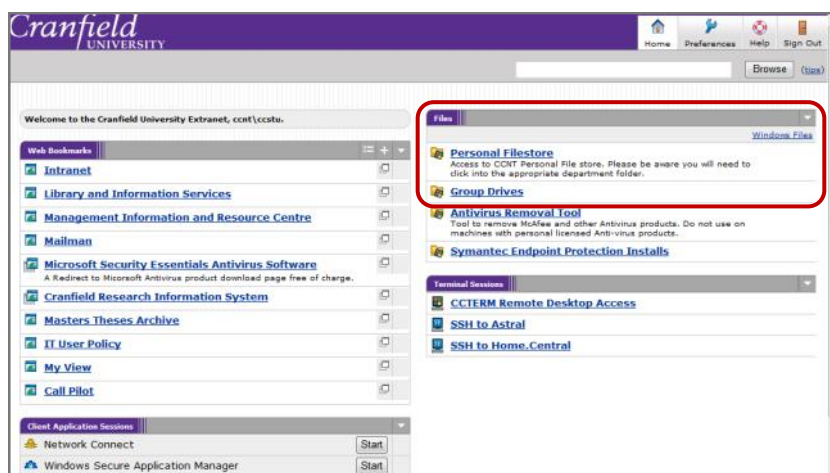 Cranfield
UNIVERSITY
Home Preferences Help Sign Out
Browse (tips)
Welcome to the Cranfield University Extranet, ccnt\ccstu.
Web Bookmarks
Intranet
Library and Information Services
Management Information and Resource Centre
Mailman
Microsoft Security Essentials Antivirus Software
A Redirect to Micorsoft Antivirus product download page free of charge.
Cranfield Research Information System
Masters Theses Archive
IT User Policy
My View
Call Pilot
Client Application Sessions
Network Connect Start
Windows Secure Application Manager Start
Files
Windows Files
Personal Filestore
Access to CCNT Personal File store. Please be aware you will need to
click into the appropriate department folder.
Group Drives
Antivirus Removal Tool
Tool to remove McAfee and other Antivirus products. Do not use on
machines with personal licensed Anti-virus products.
Symantec Endpoint Protection Installs
Terminal Sessions
CCTERM Remote Desktop Access
SSH to Astral
SSH to Home.Central